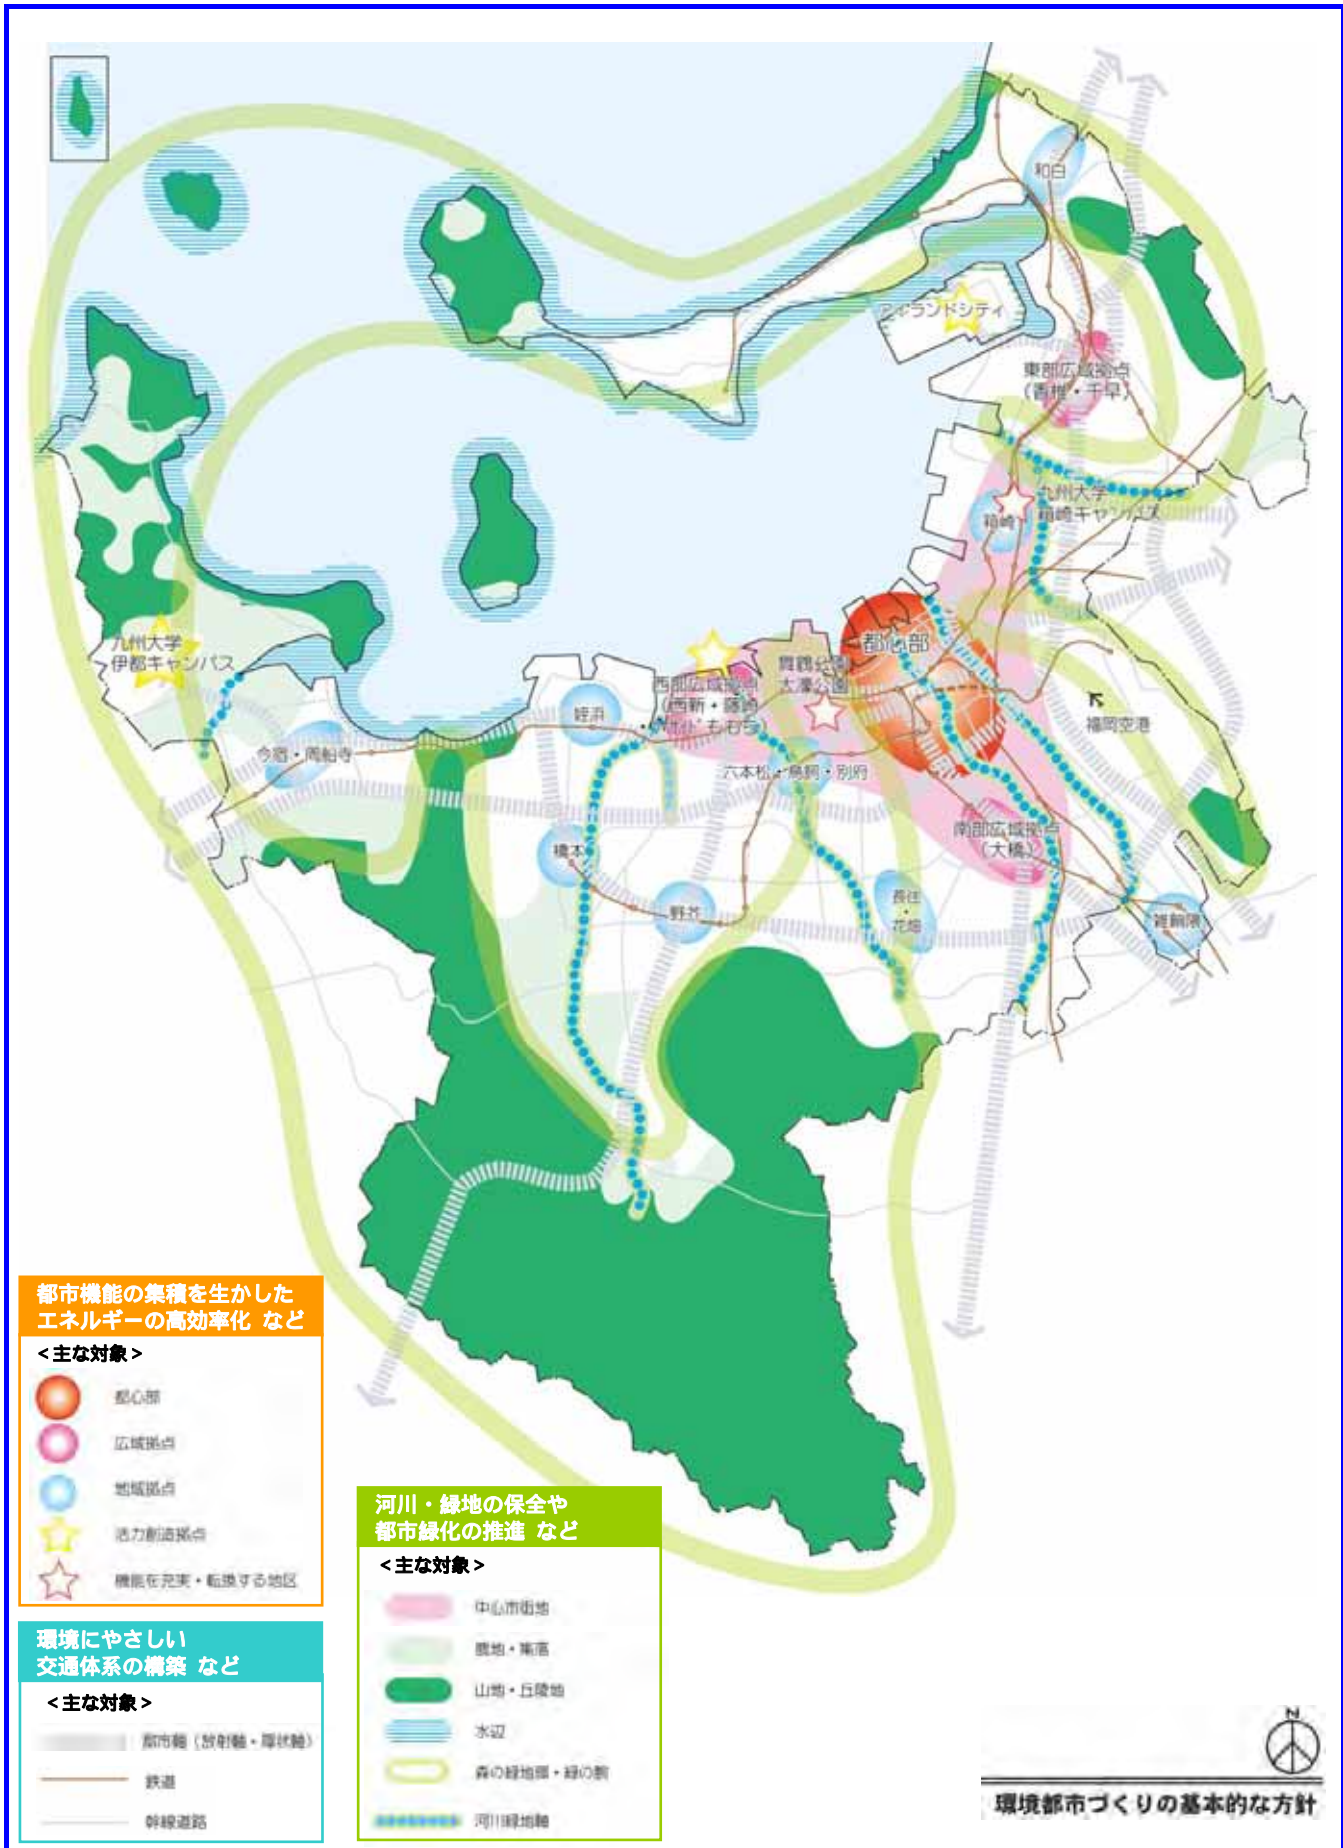 和白
アイランドシティ
東部広域拠点
(香椎・千早)
九州大学
箱崎キャンパス
箱崎
都心部
九州大学
伊都キャンパス
舞鶴公園
大濠公園
西部広域拠点
(西新・藤崎
・シーサイドももち)
姪浜
福岡空港
今宿・周船寺
六本松・鳥飼・別府
南部広域拠点
(大橋)
橋本
野芥
長住
・
花畑
雑餉隈
都市機能の集積を生かした
エネルギーの高効率化 など
<主な対象>
都心部
広域拠点
地域拠点
活力創造拠点
機能を充実・転換する地区
環境にやさしい
交通体系の構築 など
<主な対象>
都市軸(放射軸・環状軸)
鉄道
幹線道路
河川・緑地の保全や
都市緑化の推進 など
<主な対象>
中心市街地
農地・集落
山地・丘陵地
水辺
森の緑地環・緑の腕
河川緑地軸
N
環境都市づくりの基本的な方針